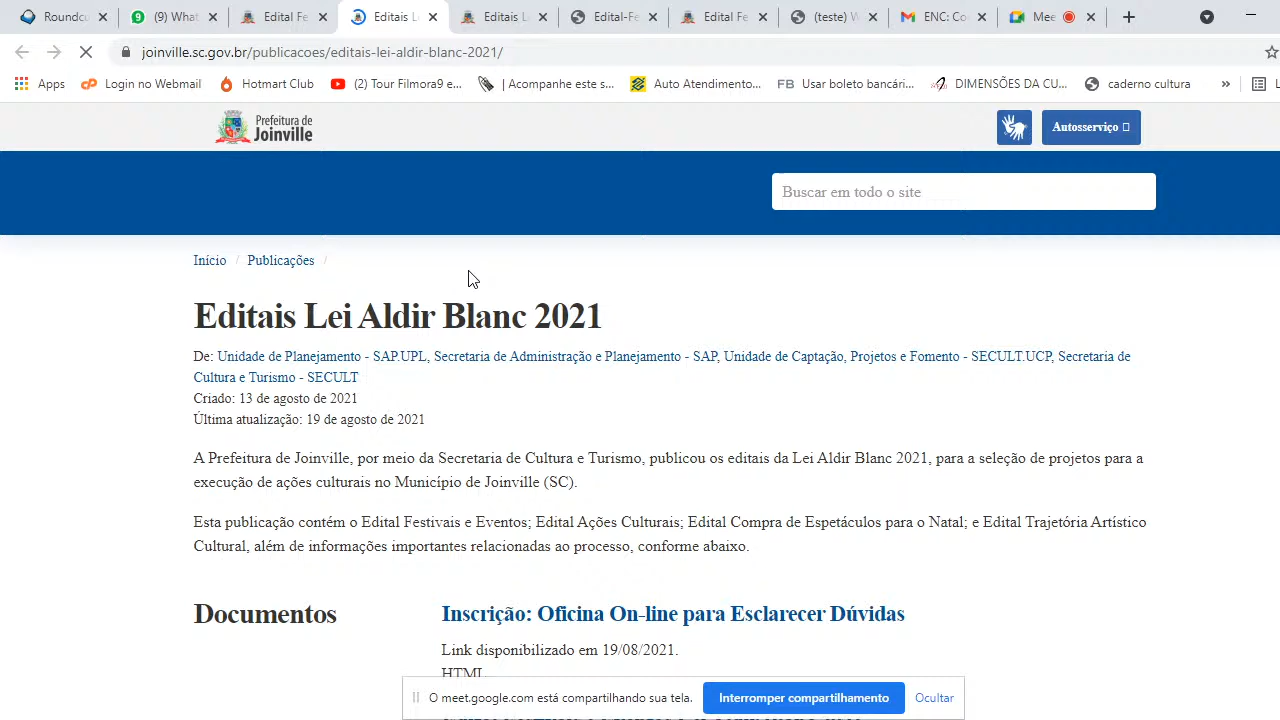 Roundcu
(9) What
Edital Fe
Editais L
Editais L
Edital-Fe
Edital Fe
(teste) W
ENC: Co
Mee
joinville.sc.gov.br/publicacoes/editais-lei-aldir-blanc-2021/
Apps
Login no Webmail
Hotmart Club
(2) Tour Filmora9 e...
| Acompanhe este s...
Auto Atendimento...
FB Usar boleto bancári...
DIMENSÕES DA CU...
caderno cultura
»
Prefeitura de
Joinville
Autosserviço
Buscar em todo o site
Início / Publicações /
Editais Lei Aldir Blanc 2021
De: Unidade de Planejamento - SAP.UPL, Secretaria de Administração e Planejamento - SAP, Unidade de Captação, Projetos e Fomento - SECULT.UCP, Secretaria de
Cultura e Turismo - SECULT
Criado: 13 de agosto de 2021
Última atualização: 19 de agosto de 2021
A Prefeitura de Joinville, por meio da Secretaria de Cultura e Turismo, publicou os editais da Lei Aldir Blanc 2021, para a seleção de projetos para a
execução de ações culturais no Município de Joinville (SC).
Esta publicação contém o Edital Festivais e Eventos; Edital Ações Culturais; Edital Compra de Espetáculos para o Natal; e Edital Trajetória Artístico
Cultural, além de informações importantes relacionadas ao processo, conforme abaixo.
Documentos
Inscrição: Oficina On-line para Esclarecer Dúvidas
Link disponibilizado em 19/08/2021.
HTML
O meet.google.com está compartilhando sua tela.
Interromper compartilhamento
Ocultar